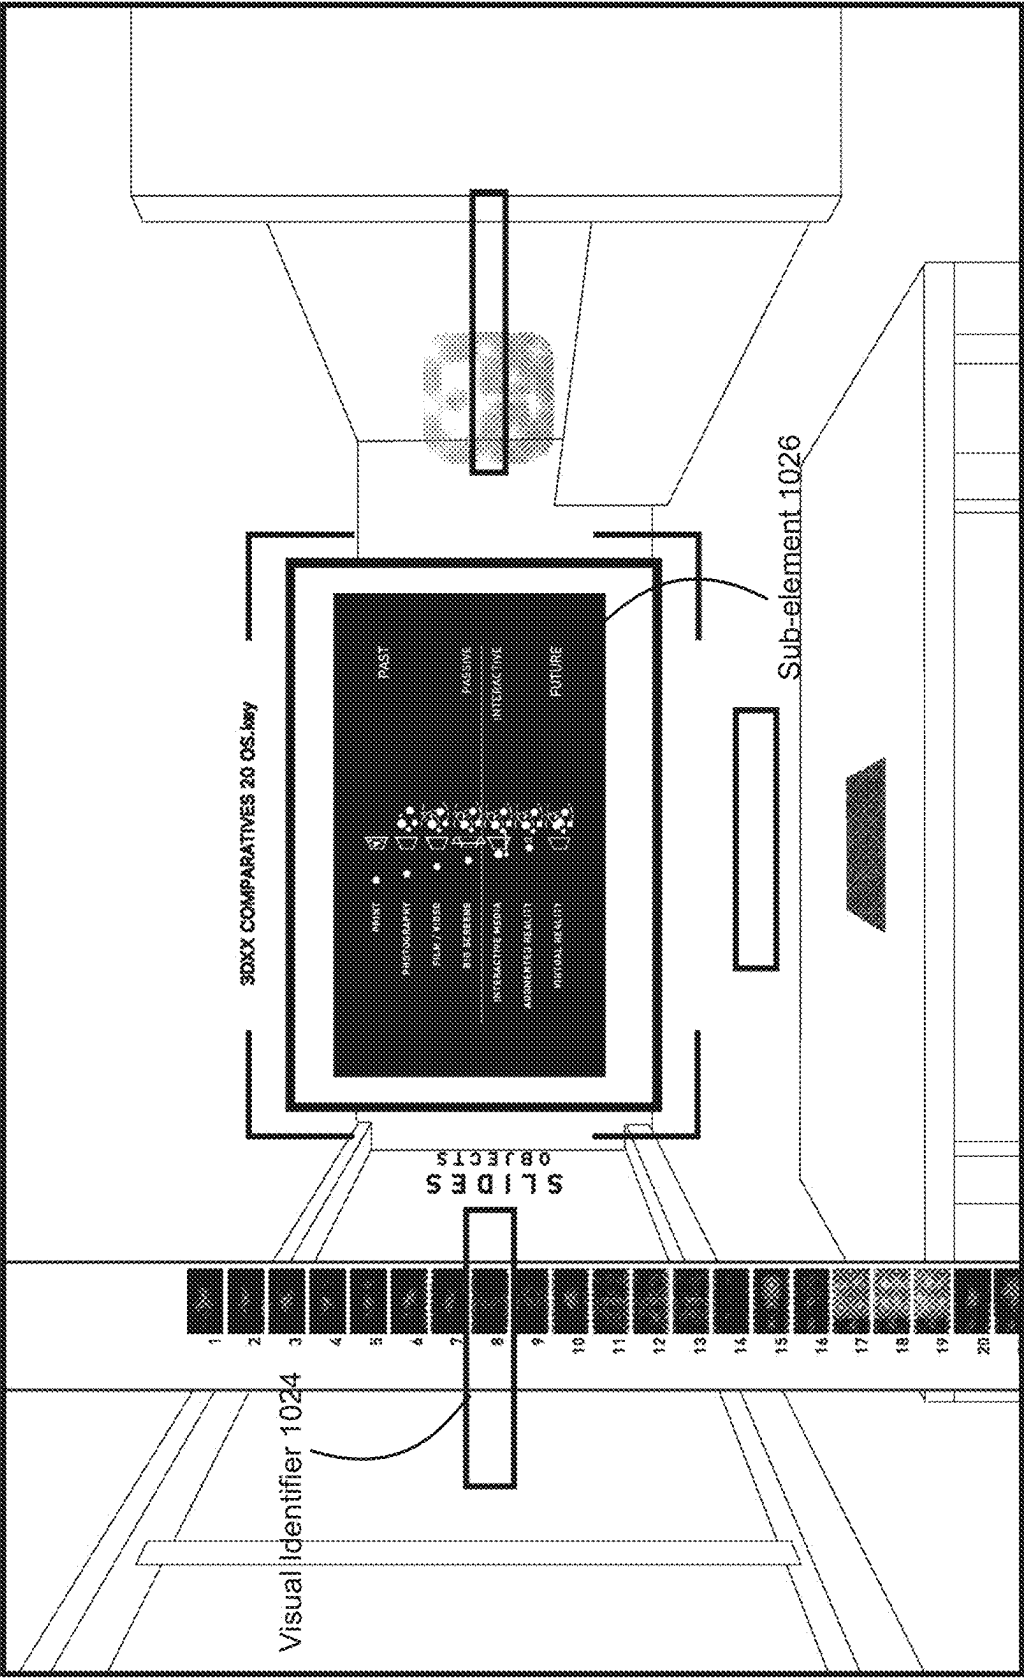 3DXX COMPARATIVES 20 OS.key
PAST
PASSIVE
INTERACTIVE
FUTURE
PRINT
PHOTOGRAPHY
FILM / VIDEO
BIG SCREENS
INTERACTIVE MEDIA
AUGMENTED REALITY
VIRTUAL REALITY
SLIDES
OBJECTS
1
2
3
4
5
6
7
8
9
10
11
12
13
14
15
16
17
18
19
20
Visual Identifier 1024
Sub-element 1026